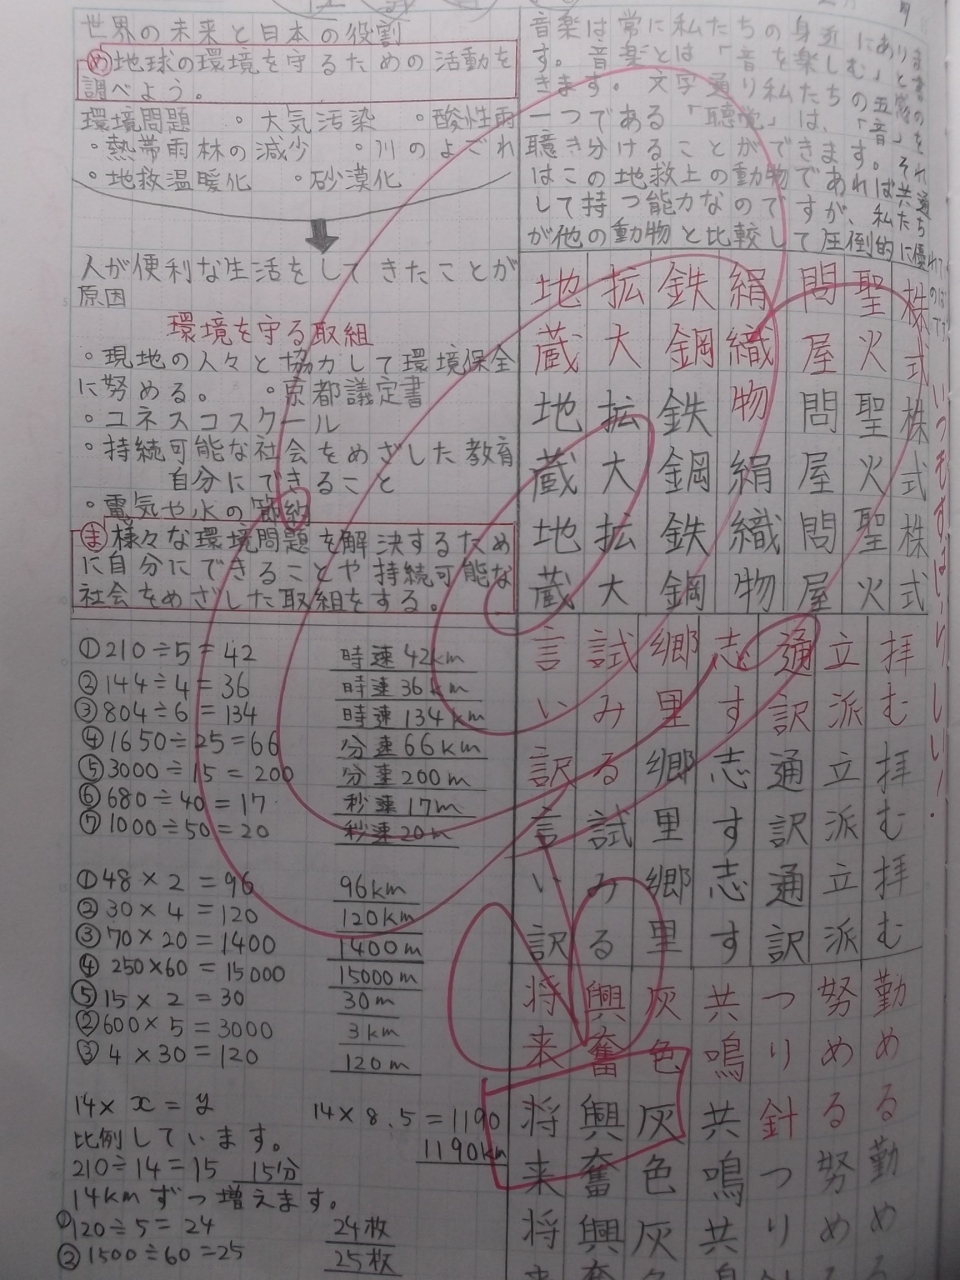 世界の未来と日本の役割
め 地球の環境を守るための活動を
調べよう。
環境問題 ◦大気汚染 ◦酸性雨
◦熱帯雨林の減少 ◦川のよごれ
◦地救温暖化 ◦砂漠化
人が便利な生活をしてきたことが
原因
環境を守る取組
◦現地の人々と協力して環境保全
に努める。 ◦京都議定書
◦ユネスコスクール
◦持続可能な社会をめざした教育
自分にできること
◦電気や水の節約
ま 様々な環境問題を解決するため
に自分にできることや持続可能な
社会をめざした取組をする。
①210÷5=42 時速42km
②144÷4=36 時速36km
③804÷6=134 時速134km
④1650÷25=66 分速66km
⑤3000÷15=200 分速200m
⑥680÷40=17 秒速17m
⑦1000÷50=20 秒速20m
①48×2=96 96km
②30×4=120 120km
③70×20=1400 1400m
④250×60=15000 15000m
⑤15×2=30 30m
②600×5=3000 3km
③4×30=120 120m
14×x=y 14×8.5=1190
比例しています。 1190km
210÷14=15 15分
14kmずつ増えます。
①120÷5=24 24枚
②1500÷60=25 25枚
音楽は常に私たちの身近にあります。
音楽とは「音を楽しむ」と書
きます。文字通り私たちの五感の
一つである「聴覚」は、「音」を
聴き分けることができます。それ
はこの地救上の動物であれば共通
して持つ能力なのですが、私たち
が他の動物と比較して圧倒的に優れて
いるのは
です。
株式株式株式
聖火聖火聖火
問屋問屋問屋
絹織物絹織物
鉄鋼鉄鋼鉄鋼
拡大拡大拡大
地蔵地蔵地蔵
いつもすばらしい!
拝む拝む拝む
立派立派立派
通訳通訳通訳
志す志す志す
郷里郷里郷里
試みる試みる
言い訳言い訳
勤める勤める
努める努める
つり針つり
共鳴共鳴共鳴
灰色灰色灰
興奮興奮興奮
将来将来将来